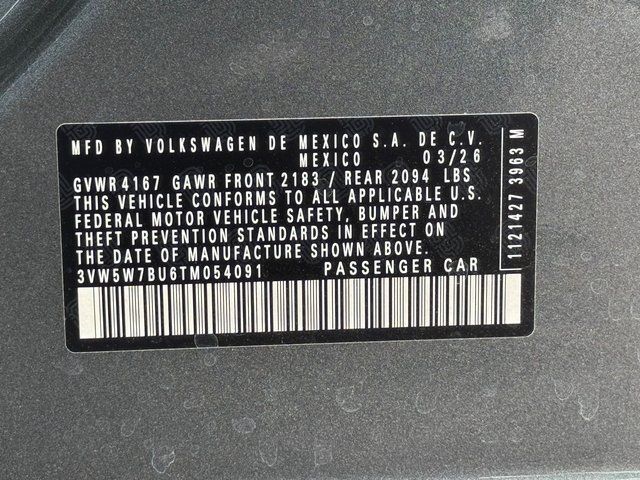 MFD BY VOLKSWAGEN DE MEXICO S.A. DE C.V.
MEXICO 03/26
GVWR 4167 GAWR FRONT 2183 / REAR 2094 LBS
THIS VEHICLE CONFORMS TO ALL APPLICABLE U.S.
FEDERAL MOTOR VEHICLE SAFETY, BUMPER AND
THEFT PREVENTION STANDARDS IN EFFECT ON
THE DATE OF MANUFACTURE SHOWN ABOVE.
3VW5W7BU6TM054091 PASSENGER CAR
1121427 3963 M